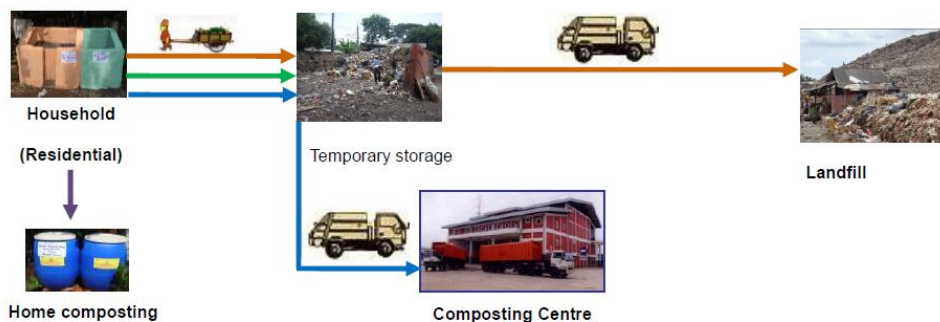 Household
(Residential)
Temporary storage
Landfill
Home composting
Composting Centre